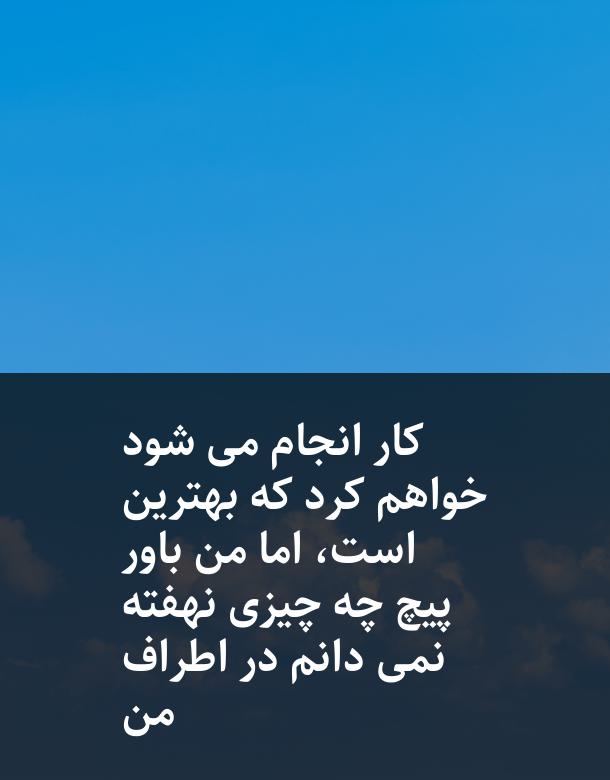 کار انجام می شود
خواهم کرد که بهترین
است، اما من باور
پیچ چه چیزی نهفته
نمی دانم در اطراف
من